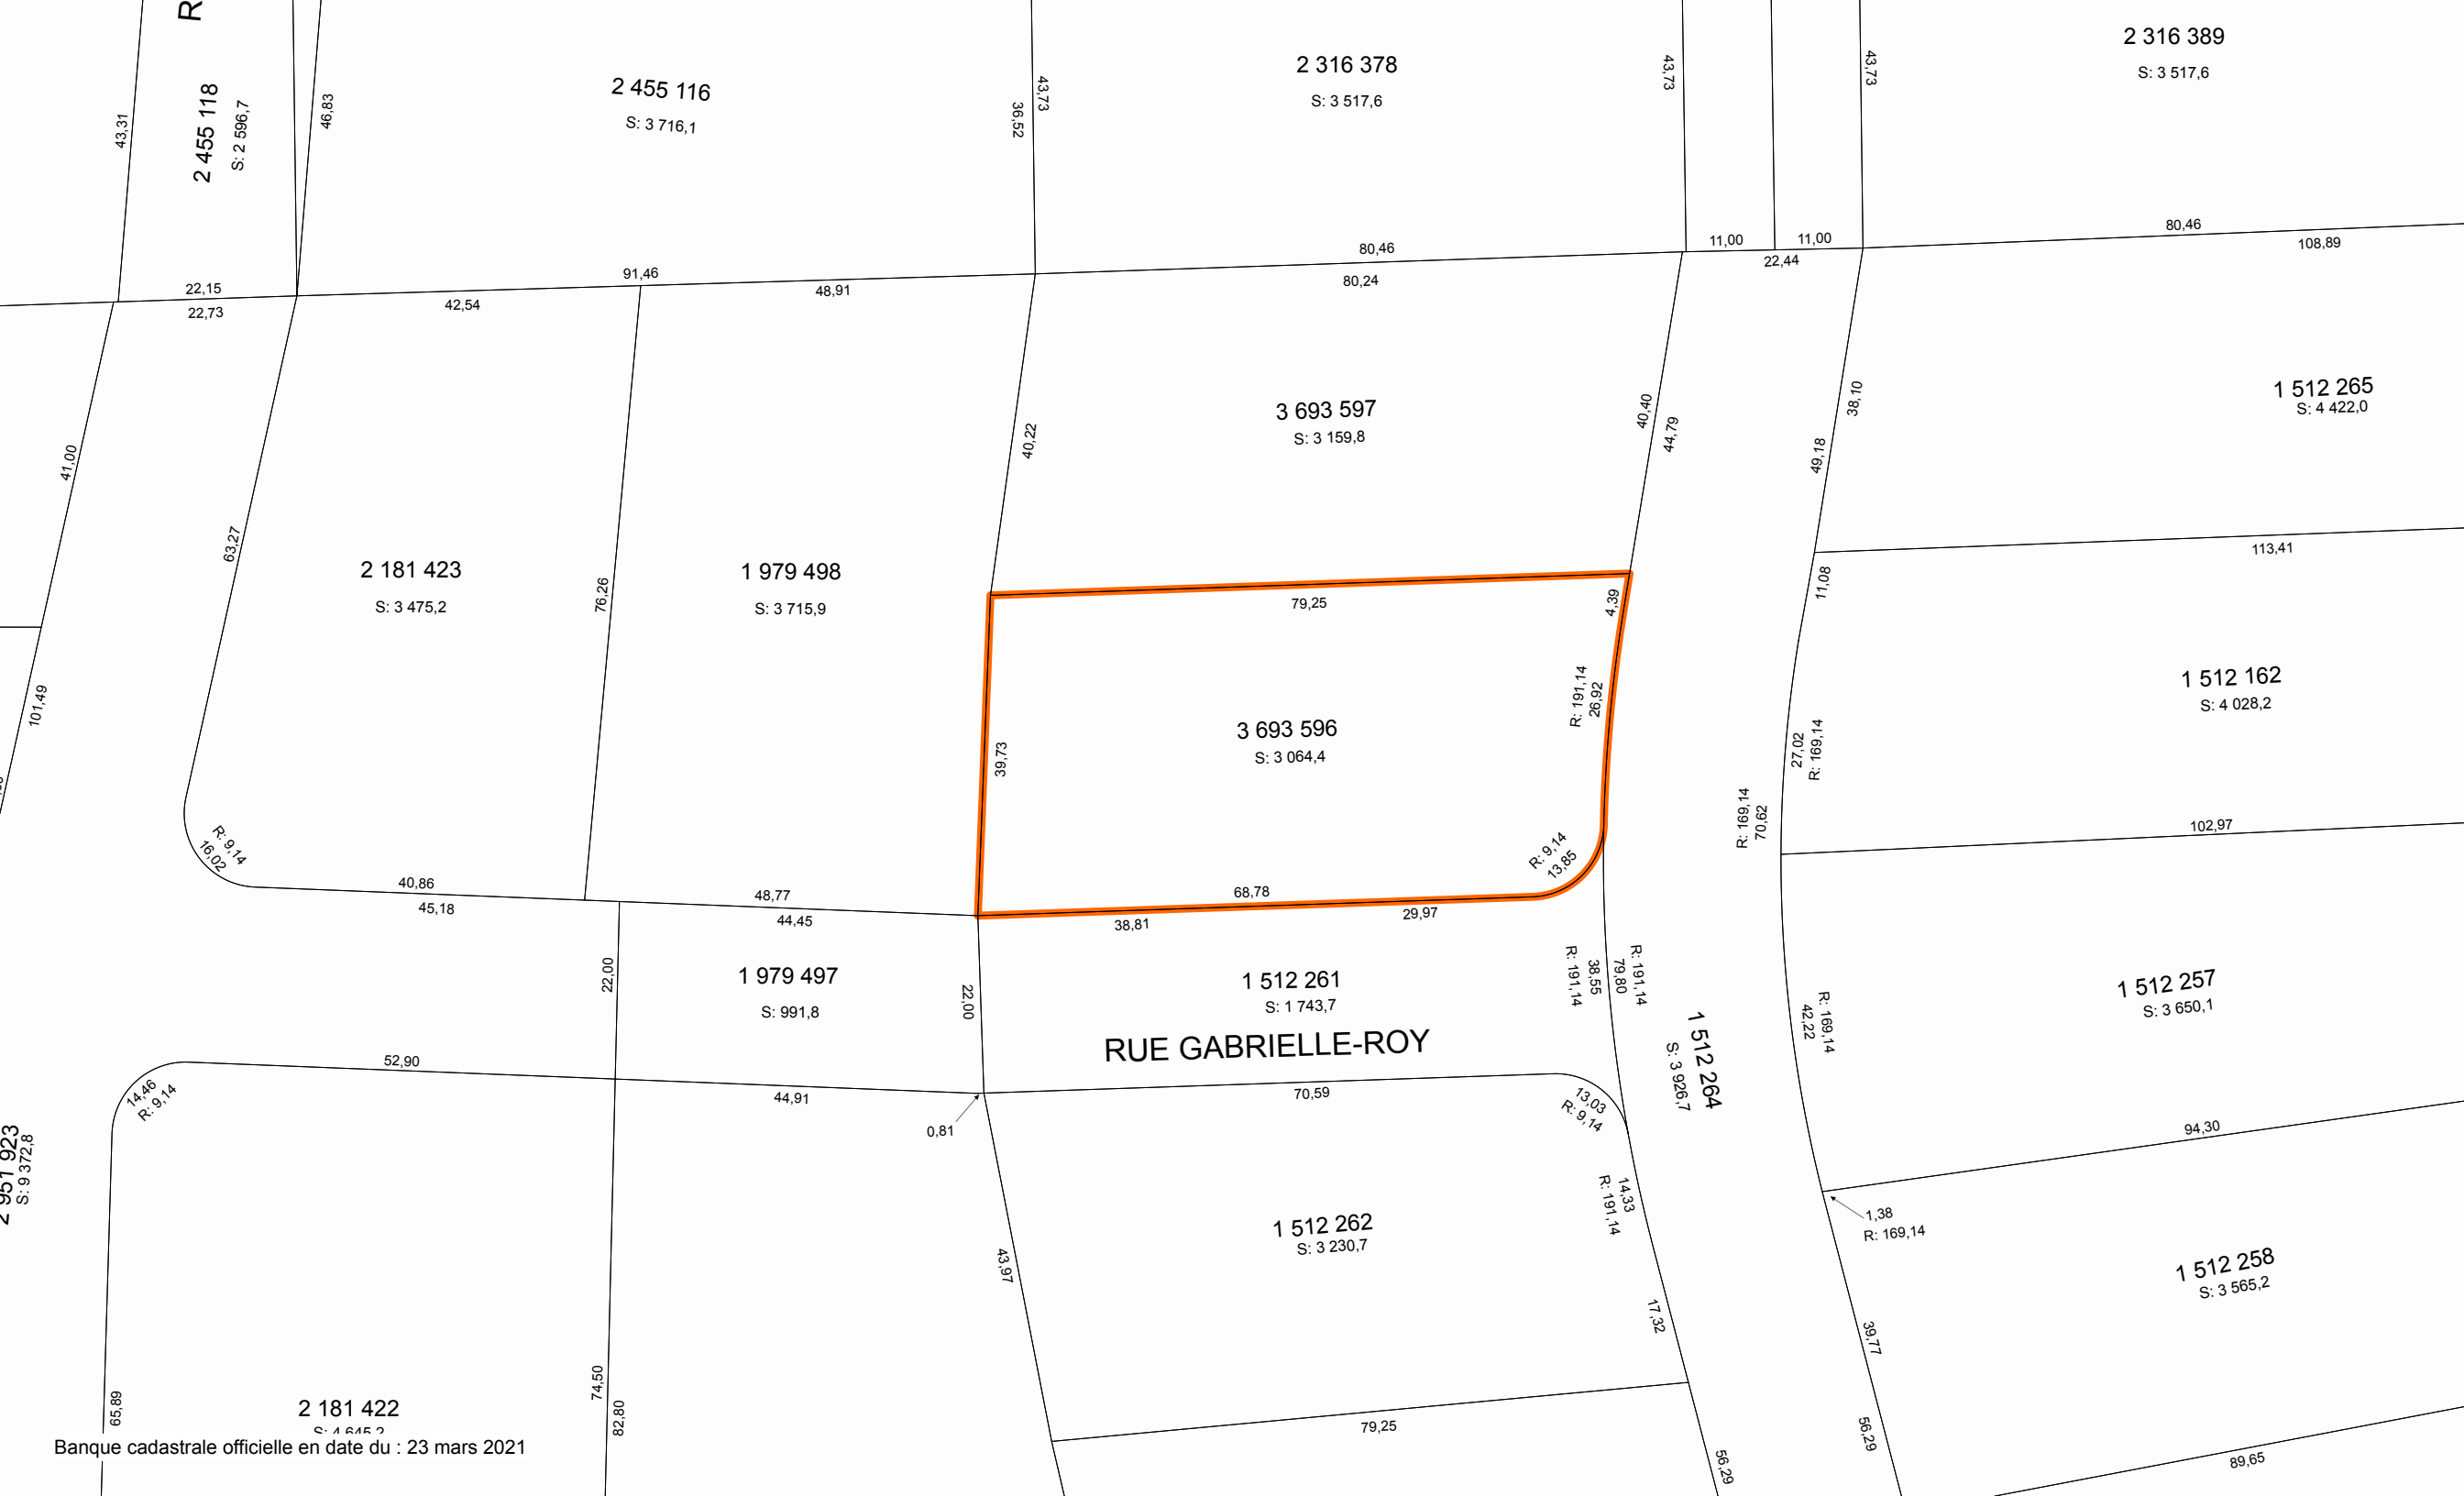 R
2 455 118
S: 2 596,7
43,31
46,83
2 455 116
S: 3 716,1
36,52
43,73
2 316 378
S: 3 517,6
43,73
43,73
2 316 389
S: 3 517,6
22,15
22,73
91,46
42,54
48,91
80,46
80,24
11,00
11,00
22,44
80,46
108,89
41,00
101,49
63,27
2 181 423
S: 3 475,2
76,26
1 979 498
S: 3 715,9
40,22
3 693 597
S: 3 159,8
40,40
44,79
38,10
49,18
1 512 265
S: 4 422,0
113,41
11,08
79,25
4,39
R: 191,14
26,92
39,73
3 693 596
S: 3 064,4
R: 9,14
13,85
68,78
38,81
29,97
27,02
R: 169,14
R: 169,14
70,62
1 512 162
S: 4 028,2
102,97
R: 9,14
16,02
40,86
45,18
48,77
44,45
22,00
1 979 497
S: 991,8
22,00
1 512 261
S: 1 743,7
RUE GABRIELLE-ROY
R: 191,14
38,55
79,80
R: 191,14
1 512 264
S: 3 926,7
R: 169,14
42,22
1 512 257
S: 3 650,1
94,30
52,90
14,46
R: 9,14
44,91
0,81
70,59
13,03
R: 9,14
2 951 923
S: 9 372,8
1 512 262
S: 3 230,7
14,33
R: 191,14
43,97
17,32
1,38
R: 169,14
1 512 258
S: 3 565,2
39,77
56,29
56,29
79,25
89,65
65,89
74,50
82,80
2 181 422
S: 4 645,2
Banque cadastrale officielle en date du : 23 mars 2021